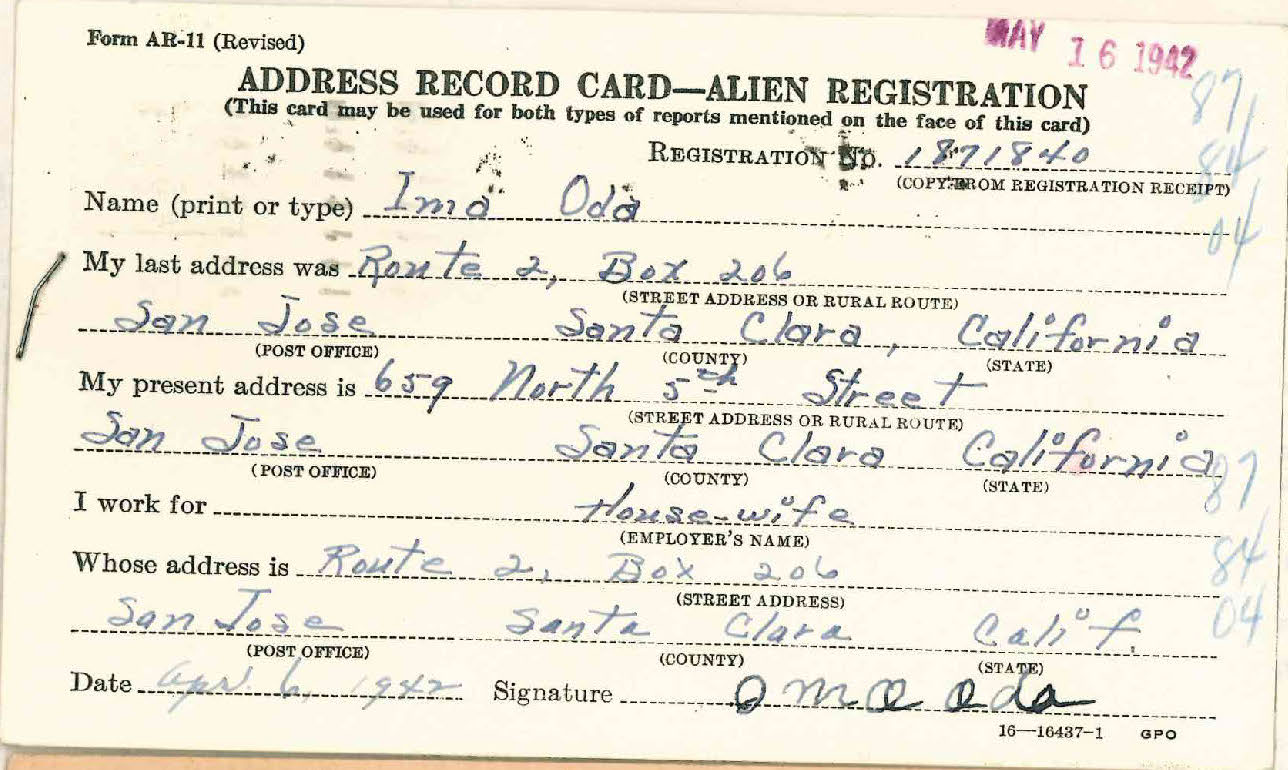 Form AR-11 (Revised)
MAY 16 1942
ADDRESS RECORD CARD—ALIEN REGISTRATION
(This card may be used for both types of reports mentioned on the face of this card)
REGISTRATION NO. 1871840
(COPY FROM REGISTRATION RECEIPT)
Name (print or type) Ima Oda
My last address was Route 2, Box 206
(STREET ADDRESS OR RURAL ROUTE)
San Jose Santa Clara, California
(POST OFFICE) (COUNTY) (STATE)
My present address is 659 North 5th Street
(STREET ADDRESS OR RURAL ROUTE)
San Jose Santa Clara California
(POST OFFICE) (COUNTY) (STATE)
I work for House-wife
(EMPLOYER'S NAME)
Whose address is Route 2, Box 206
(STREET ADDRESS)
San Jose Santa Clara Calif.
(POST OFFICE) (COUNTY) (STATE)
Date Apr. 6, 1942 Signature Oma Oda
16—16437-1 GPO
87
84
04
87
84
04